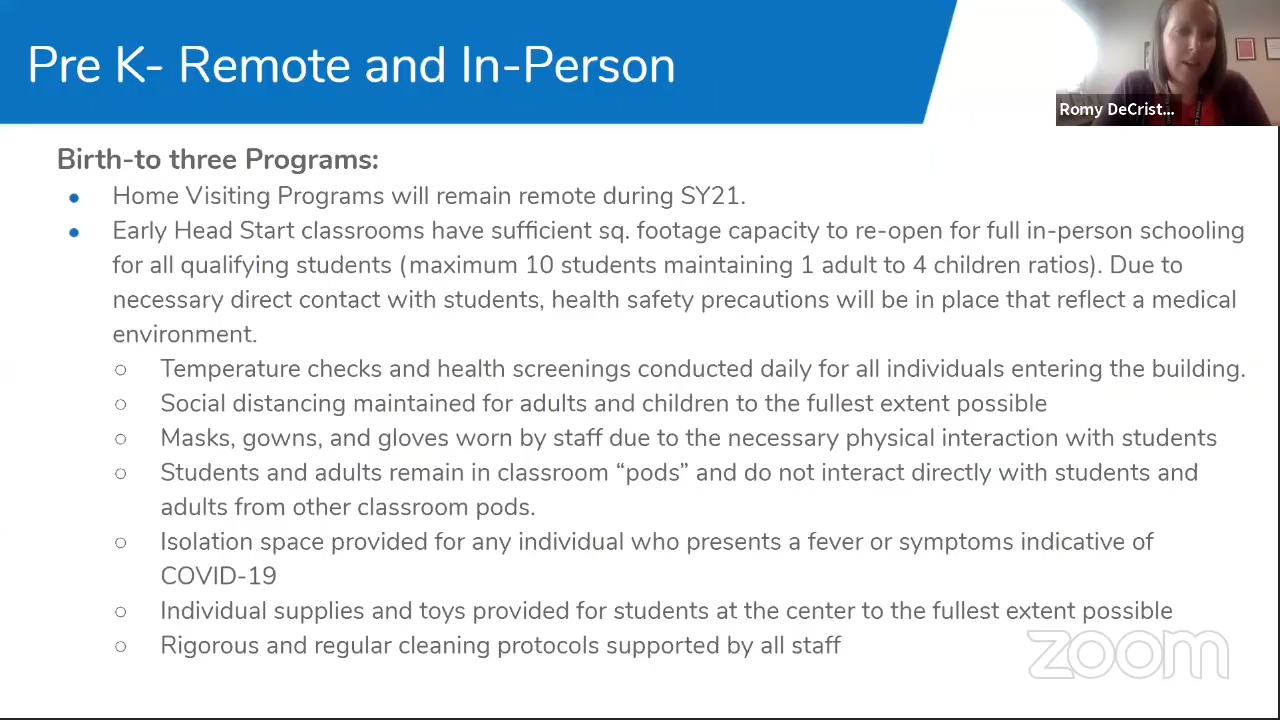 Pre K- Remote and In-Person
Romy DeCrist...
Birth-to three Programs:
● Home Visiting Programs will remain remote during SY21.
● Early Head Start classrooms have sufficient sq. footage capacity to re-open for full in-person schooling
for all qualifying students (maximum 10 students maintaining 1 adult to 4 children ratios). Due to
necessary direct contact with students, health safety precautions will be in place that reflect a medical
environment.
○ Temperature checks and health screenings conducted daily for all individuals entering the building.
○ Social distancing maintained for adults and children to the fullest extent possible
○ Masks, gowns, and gloves worn by staff due to the necessary physical interaction with students
○ Students and adults remain in classroom “pods” and do not interact directly with students and
adults from other classroom pods.
○ Isolation space provided for any individual who presents a fever or symptoms indicative of
COVID-19
○ Individual supplies and toys provided for students at the center to the fullest extent possible
○ Rigorous and regular cleaning protocols supported by all staff
zoom